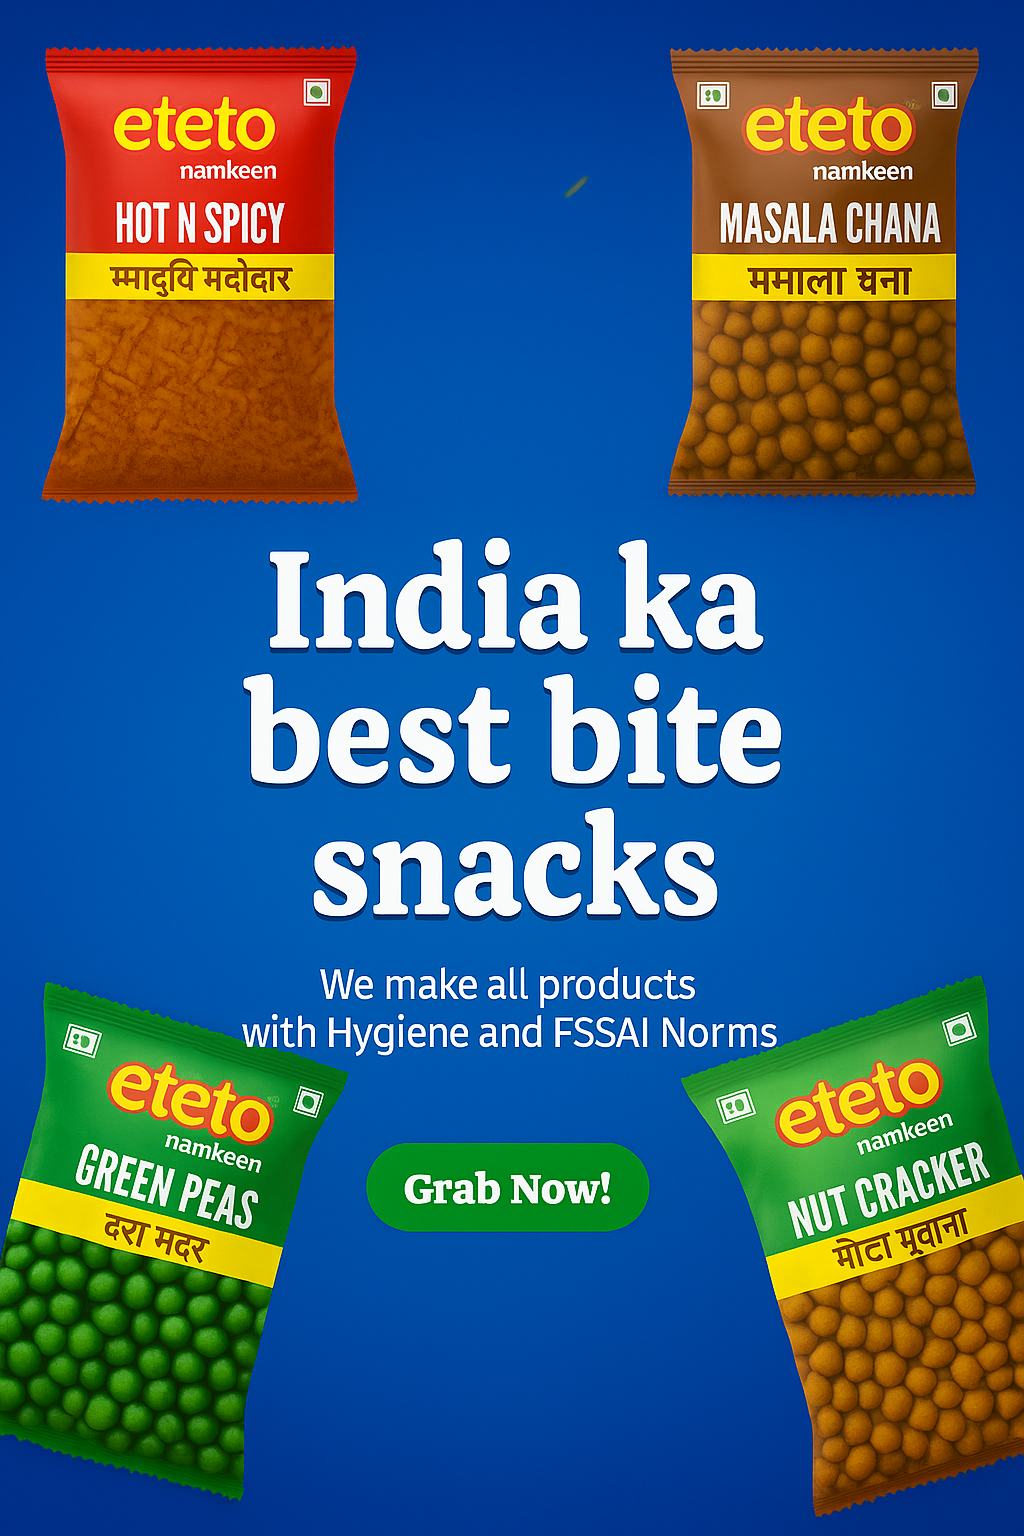 eteto
namkeen
HOT N SPICY
म्मादुयि मदोदार
eteto
namkeen
MASALA CHANA
ममाला चना
India ka
best bite
snacks
We make all products
with Hygiene and FSSAI Norms
eteto
namkeen
GREEN PEAS
दरा मदर
Grab Now!
eteto
namkeen
NUT CRACKER
मोटा मूवाना